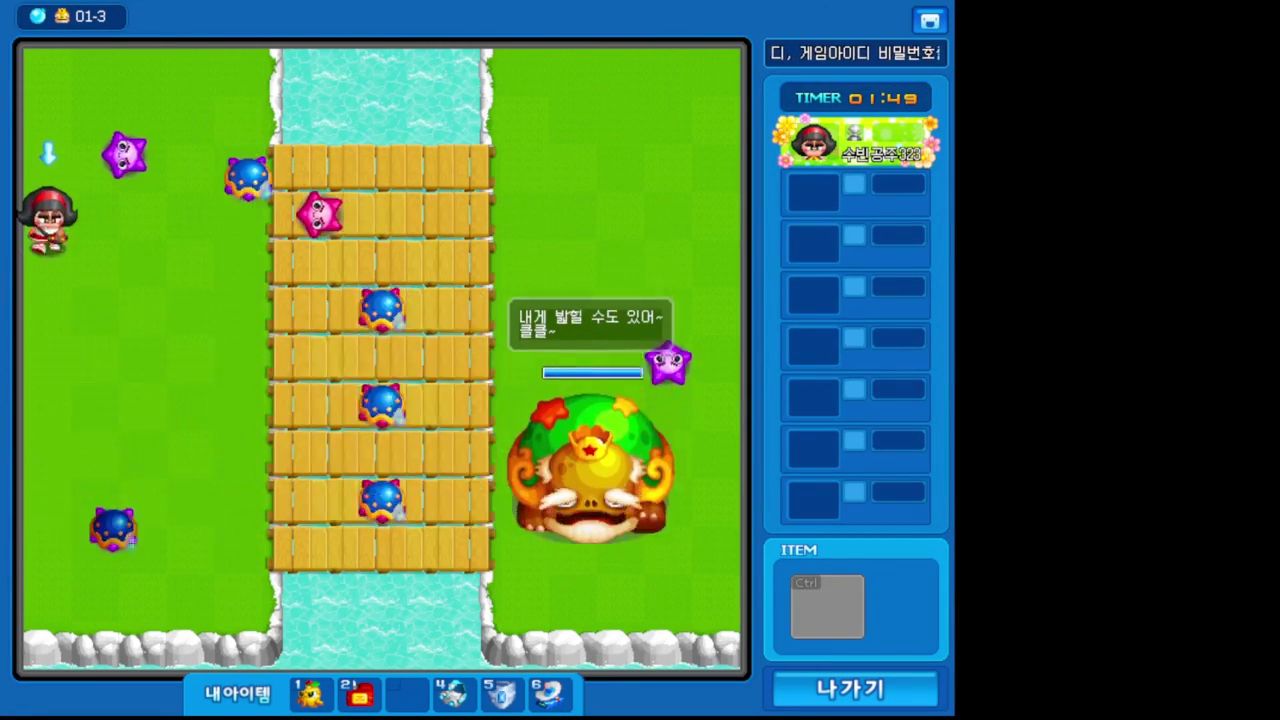 01-3
디, 게임아이디 비밀번호
TIMER 01:49
수빈공주323
내게 밟힐 수도 있어~
클클~
ITEM
Ctrl
내아이템 1 2 4 5 6
나가기